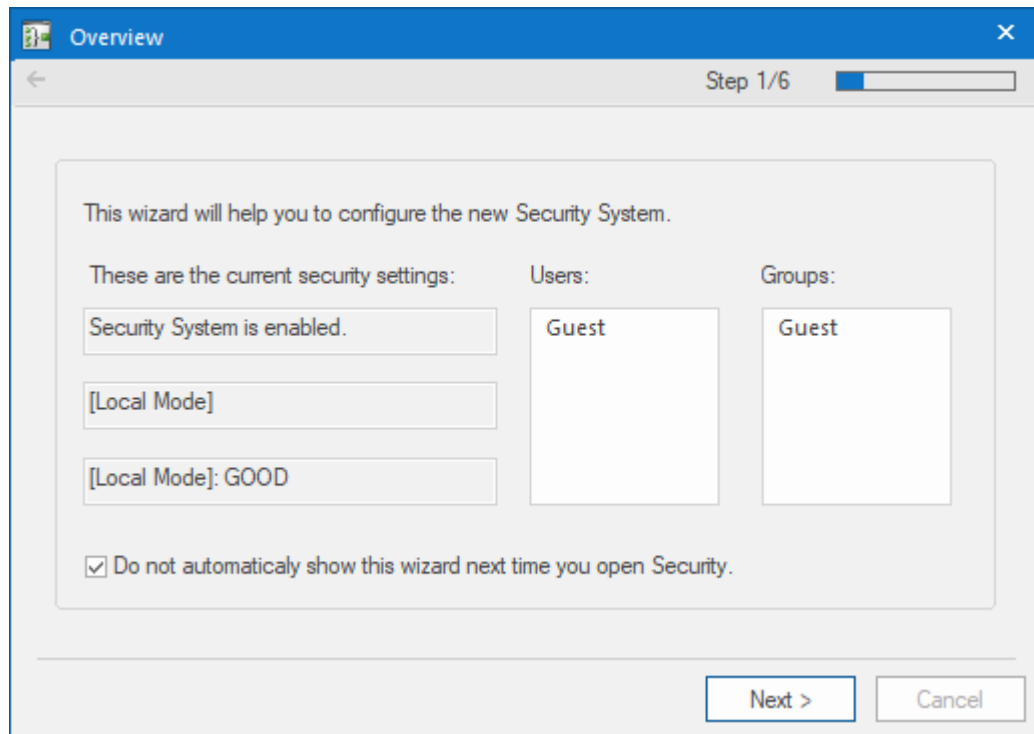 Overview
Step 1/6
This wizard will help you to configure the new Security System.
These are the current security settings:
Users:
Groups:
Security System is enabled.
Guest
Guest
[Local Mode]
[Local Mode]: GOOD
Do not automaticaly show this wizard next time you open Security.
Next >
Cancel